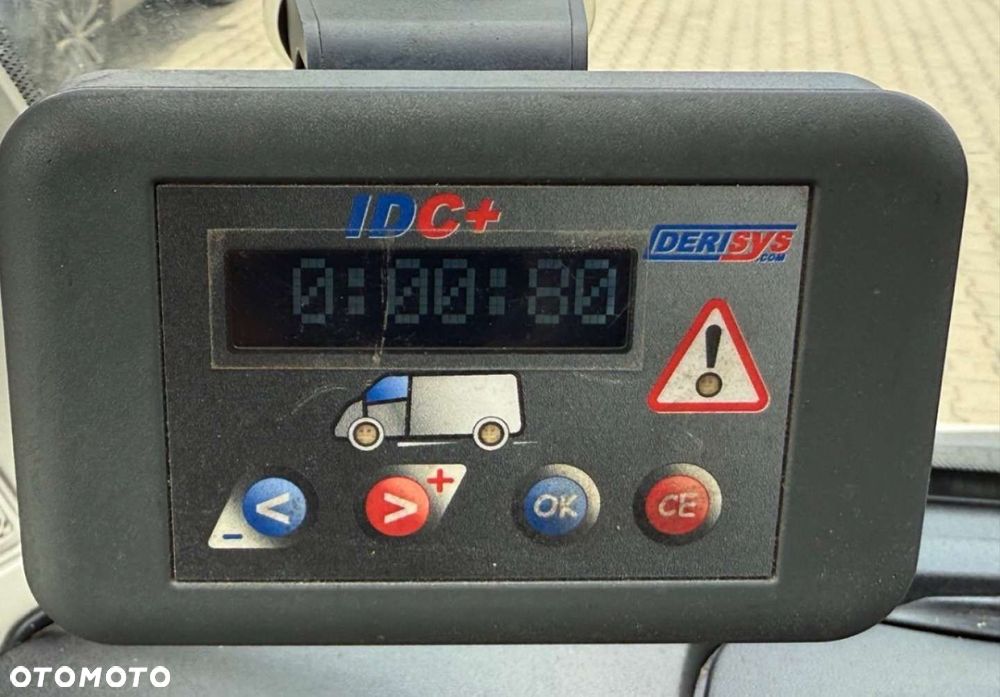 IDC+
DERISYS
.COM
0:00:80
!
< > + OK CE
-
OTOMOTO